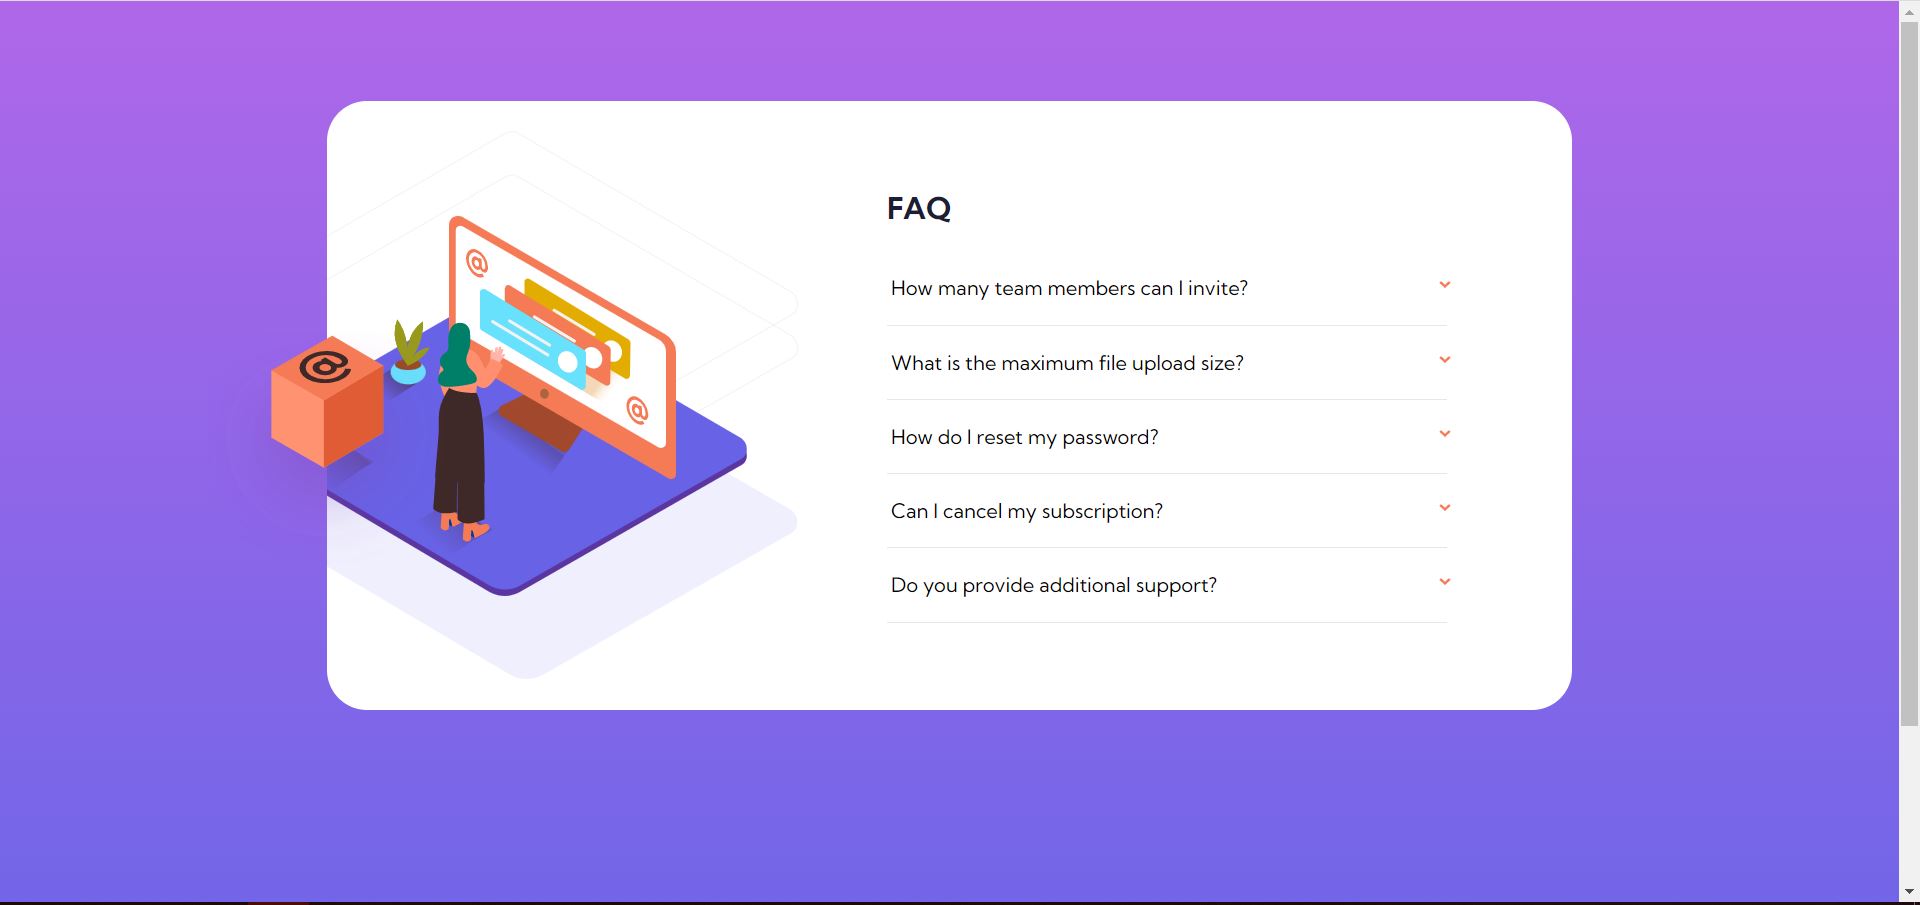 @
@
@
FAQ
How many team members can I invite?
What is the maximum file upload size?
How do I reset my password?
Can I cancel my subscription?
Do you provide additional support?